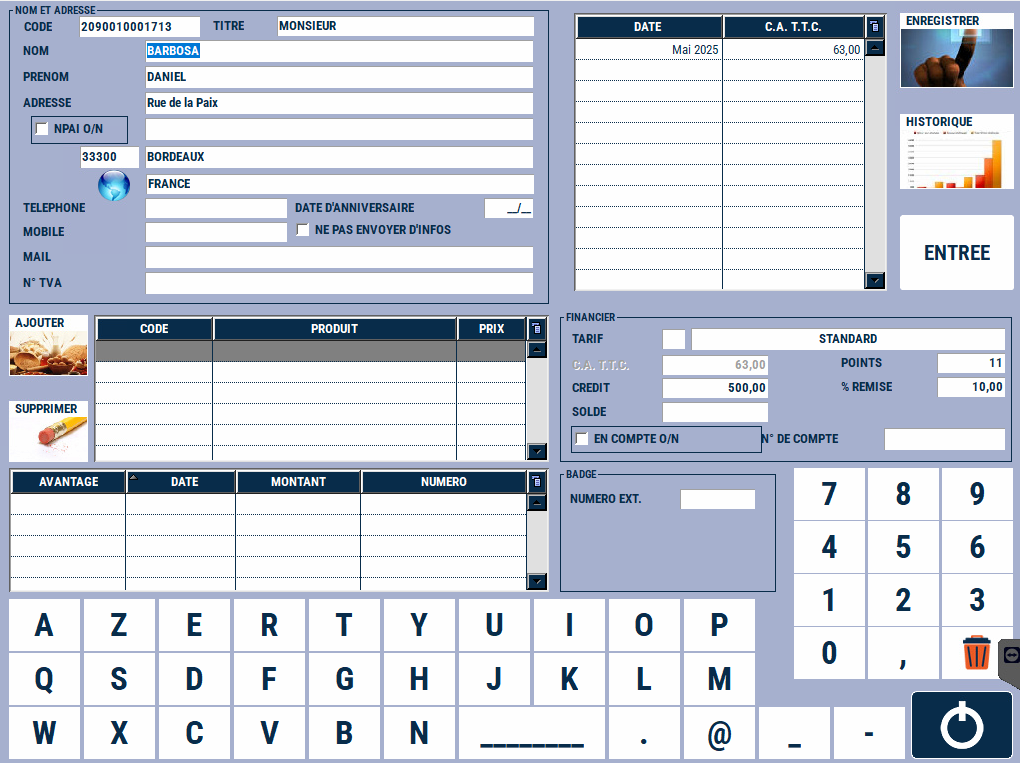 NOM ET ADRESSE
CODE 2090010001713 TITRE MONSIEUR
NOM BARBOSA
PRENOM DANIEL
ADRESSE Rue de la Paix
NPAI O/N
33300 BORDEAUX
FRANCE
TELEPHONE DATE D'ANNIVERSAIRE __/__
MOBILE NE PAS ENVOYER D'INFOS
MAIL
N° TVA
DATE C.A. T.T.C.
Mai 2025 63,00
ENREGISTRER
HISTORIQUE
ENTREE
AJOUTER
SUPPRIMER
CODE PRODUIT PRIX
FINANCIER
TARIF STANDARD
C.A. T.T.C. 63,00 POINTS 11
CREDIT 500,00 % REMISE 10,00
SOLDE
EN COMPTE O/N N° DE COMPTE
AVANTAGE DATE MONTANT NUMERO
BADGE
NUMERO EXT.
7 8 9
4 5 6
1 2 3
0 ,
A Z E R T Y U I O P
Q S D F G H J K L M
W X C V B N ________ . @ _ -